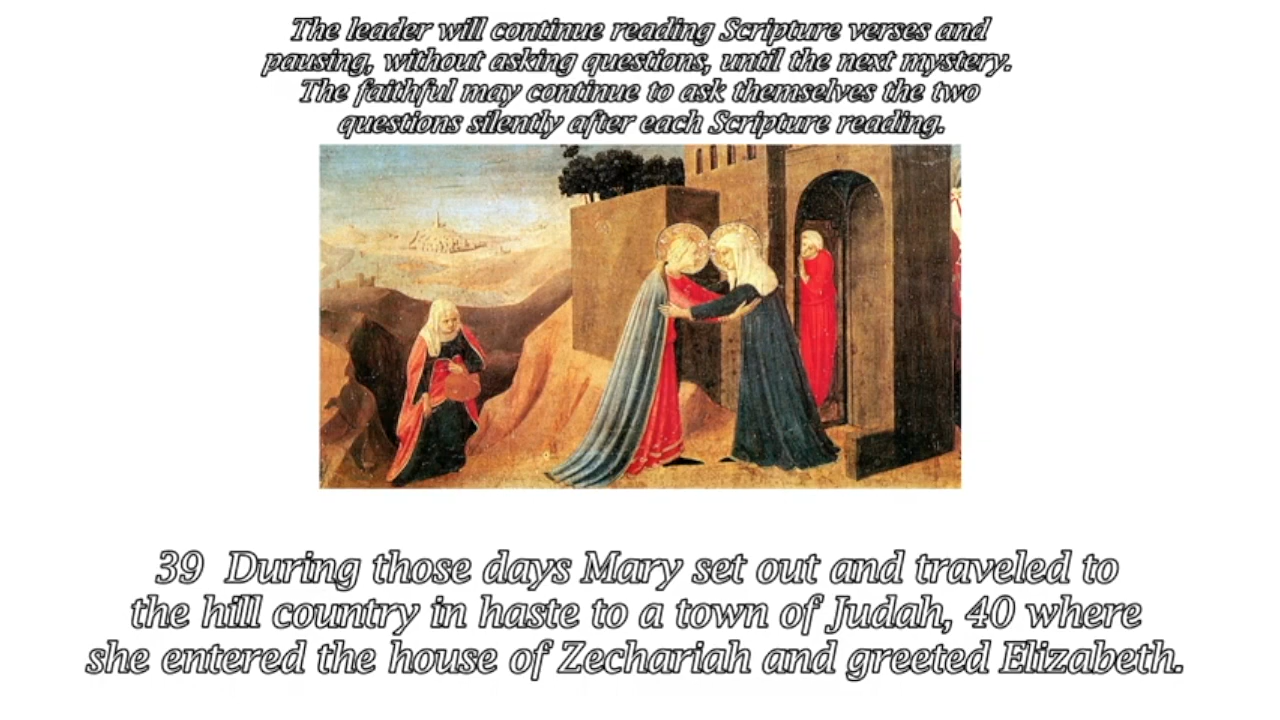 The leader will continue reading Scripture verses and
pausing, without asking questions, until the next mystery.
The faithful may continue to ask themselves the two
questions silently after each Scripture reading.
39 During those days Mary set out and traveled to
the hill country in haste to a town of Judah, 40 where
she entered the house of Zechariah and greeted Elizabeth.